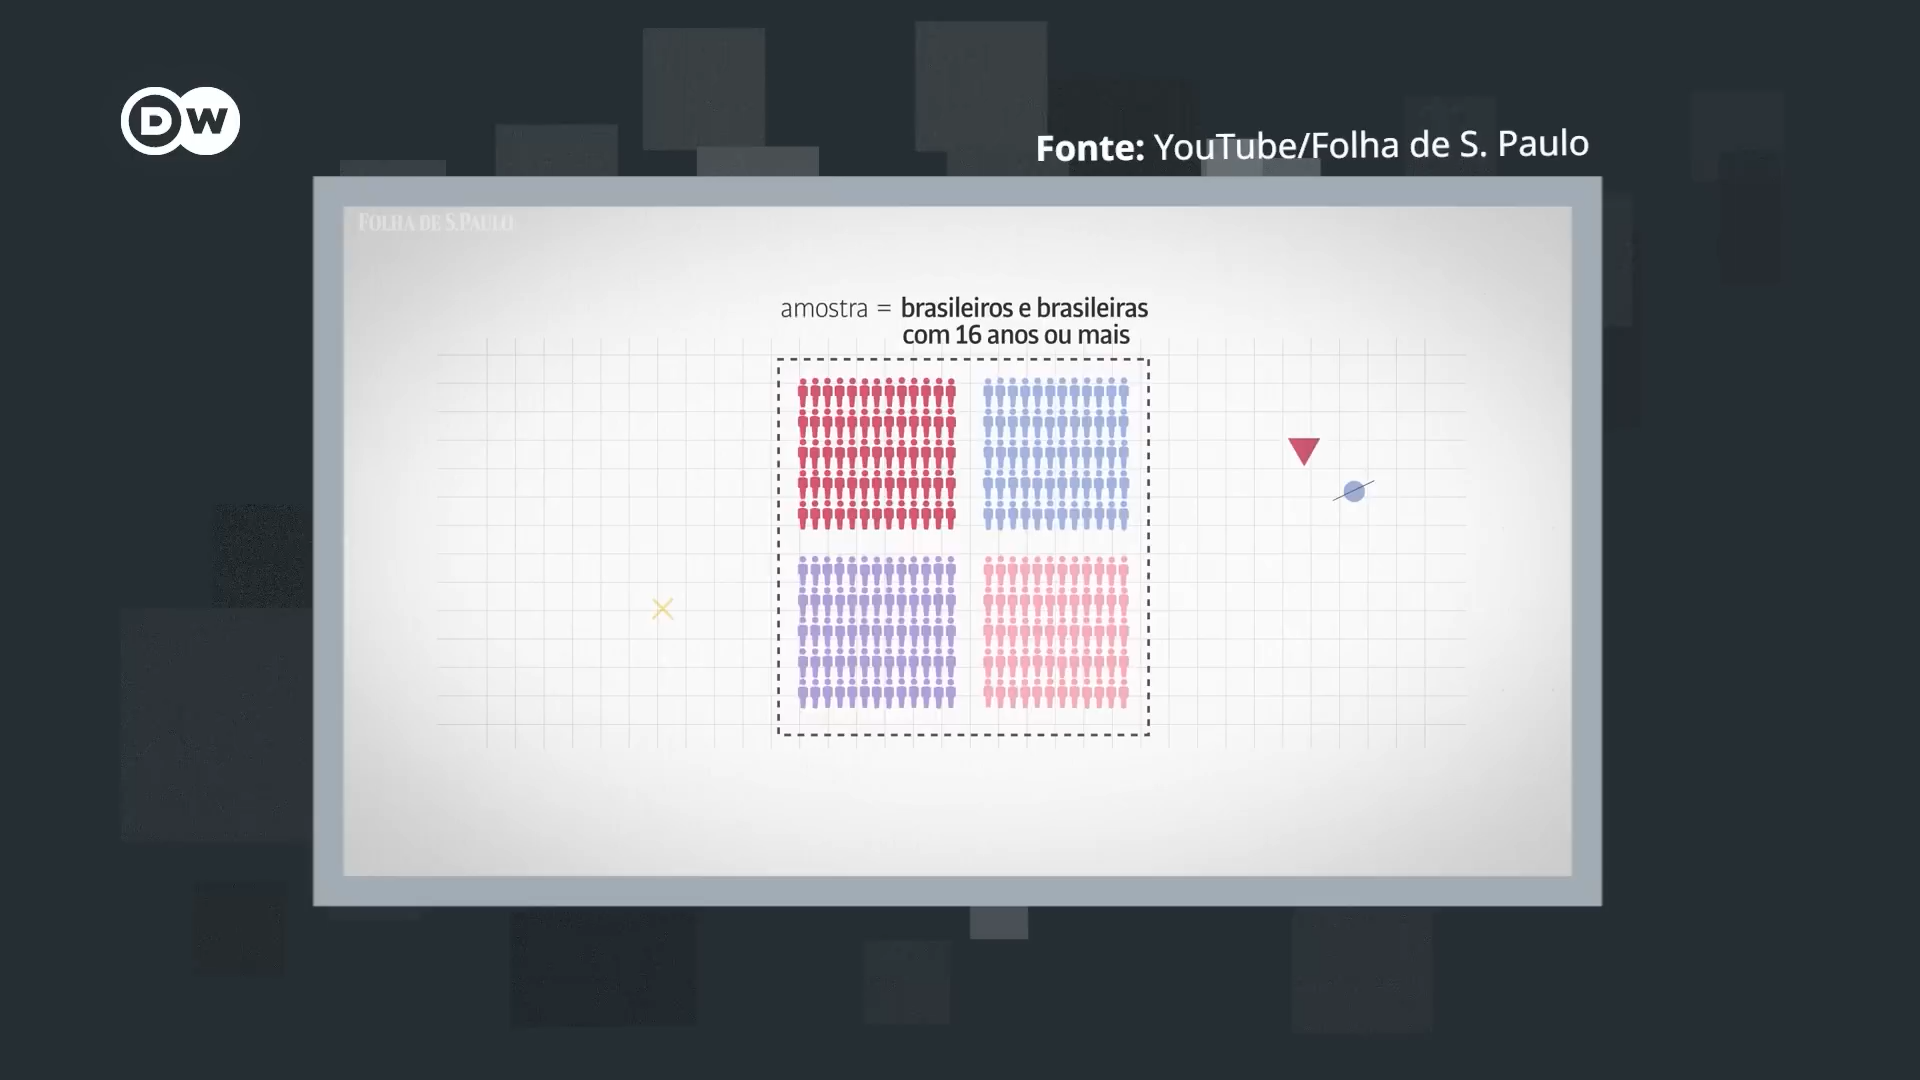 DW
Fonte: YouTube/Folha de S. Paulo
FOLHA DE S.PAULO
amostra = brasileiros e brasileiras
com 16 anos ou mais